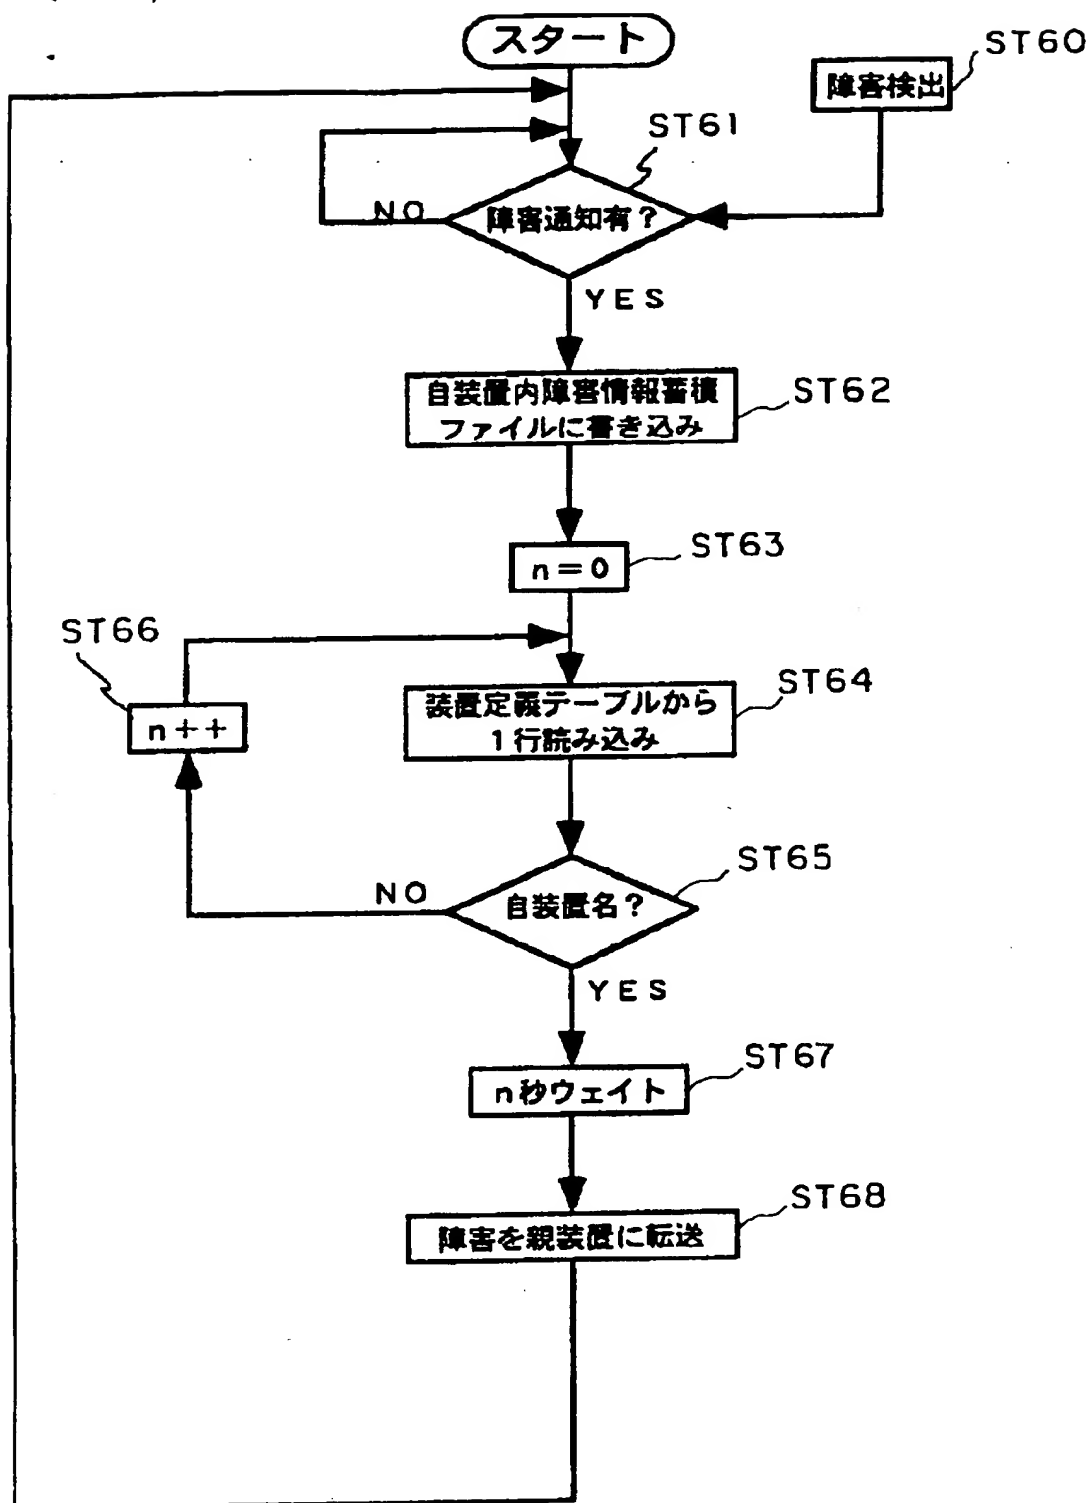 スタート
ST60
障害検出
ST61
障害通知有?
NO
YES
自装置内障害情報蓄積
ファイルに書き込み
ST62
n=0
ST63
ST66
n++
装置定義テーブルから
1行読み込み
ST64
自装置名?
ST65
NO
YES
n秒ウェイト
ST67
障害を親装置に転送
ST68